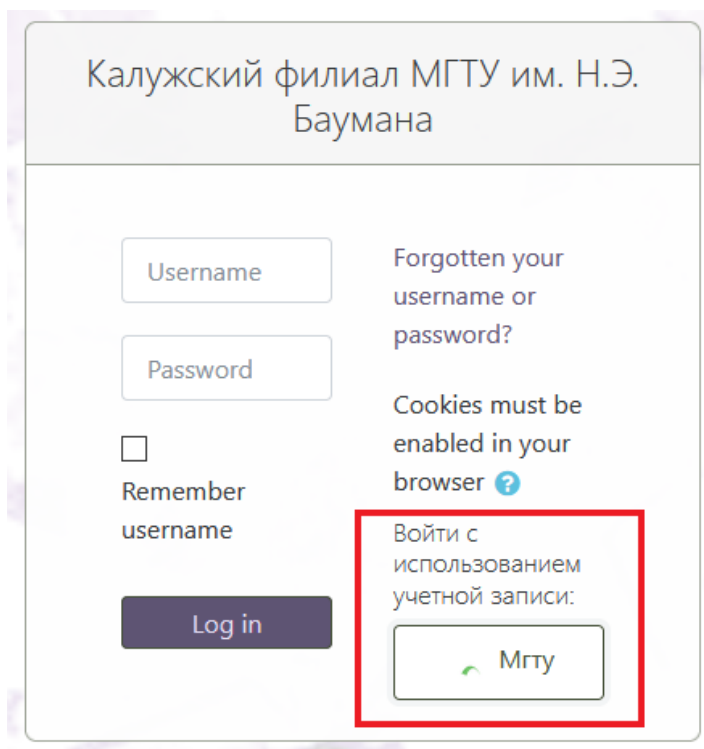 Калужский филиал МГТУ им. Н.Э.
Баумана
Username
Password
Remember
username
Log in
Forgotten your
username or
password?
Cookies must be
enabled in your
browser ?
Войти с
использованием
учетной записи:
Мгту